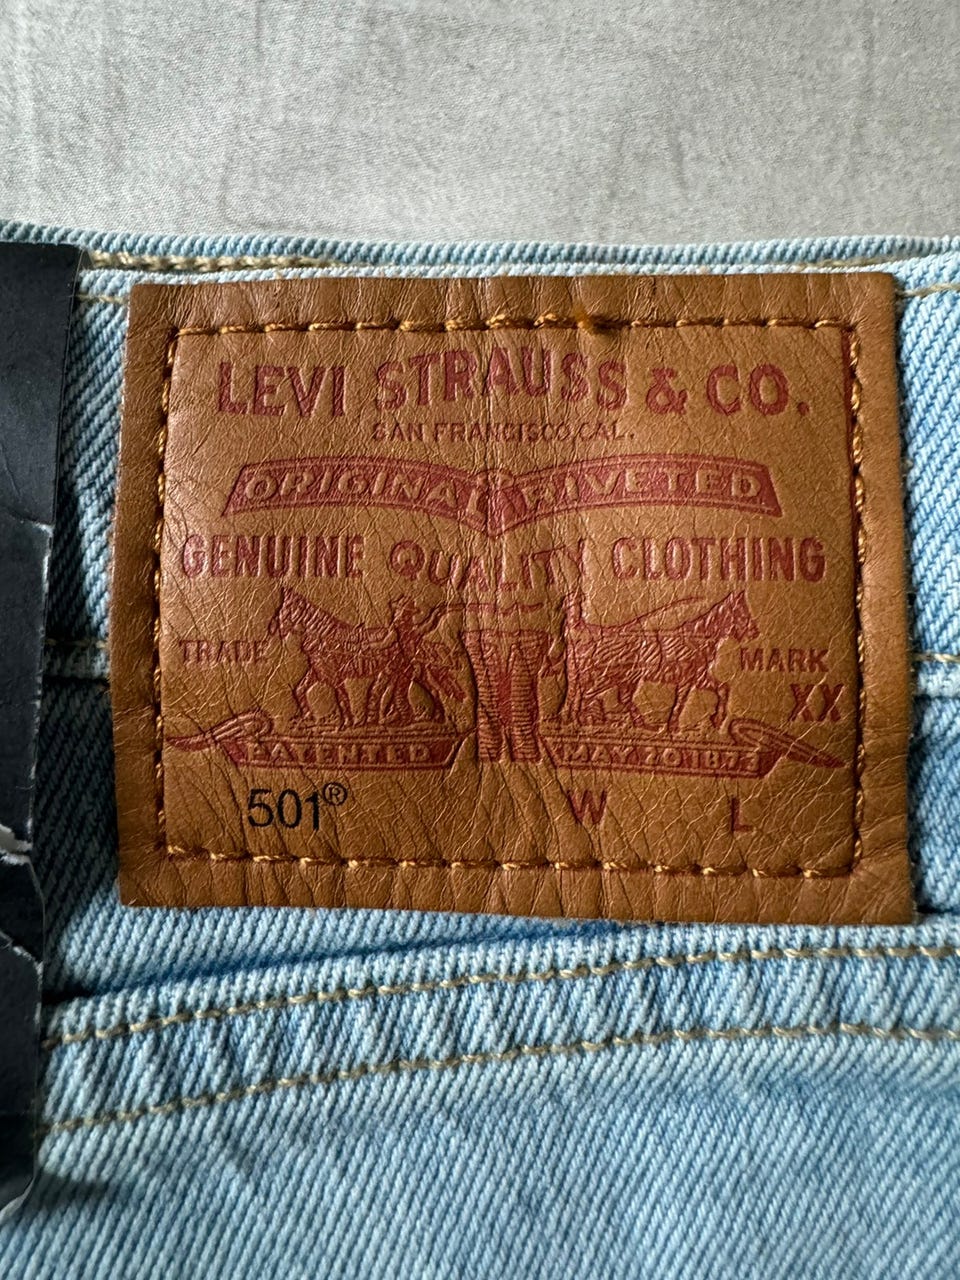 LEVI STRAUSS & CO.
SAN FRANCISCO, CAL.
ORIGINAL RIVETED
GENUINE QUALITY CLOTHING
TRADE MARK
XX
PATENTED MAY 20 1873
501® W L